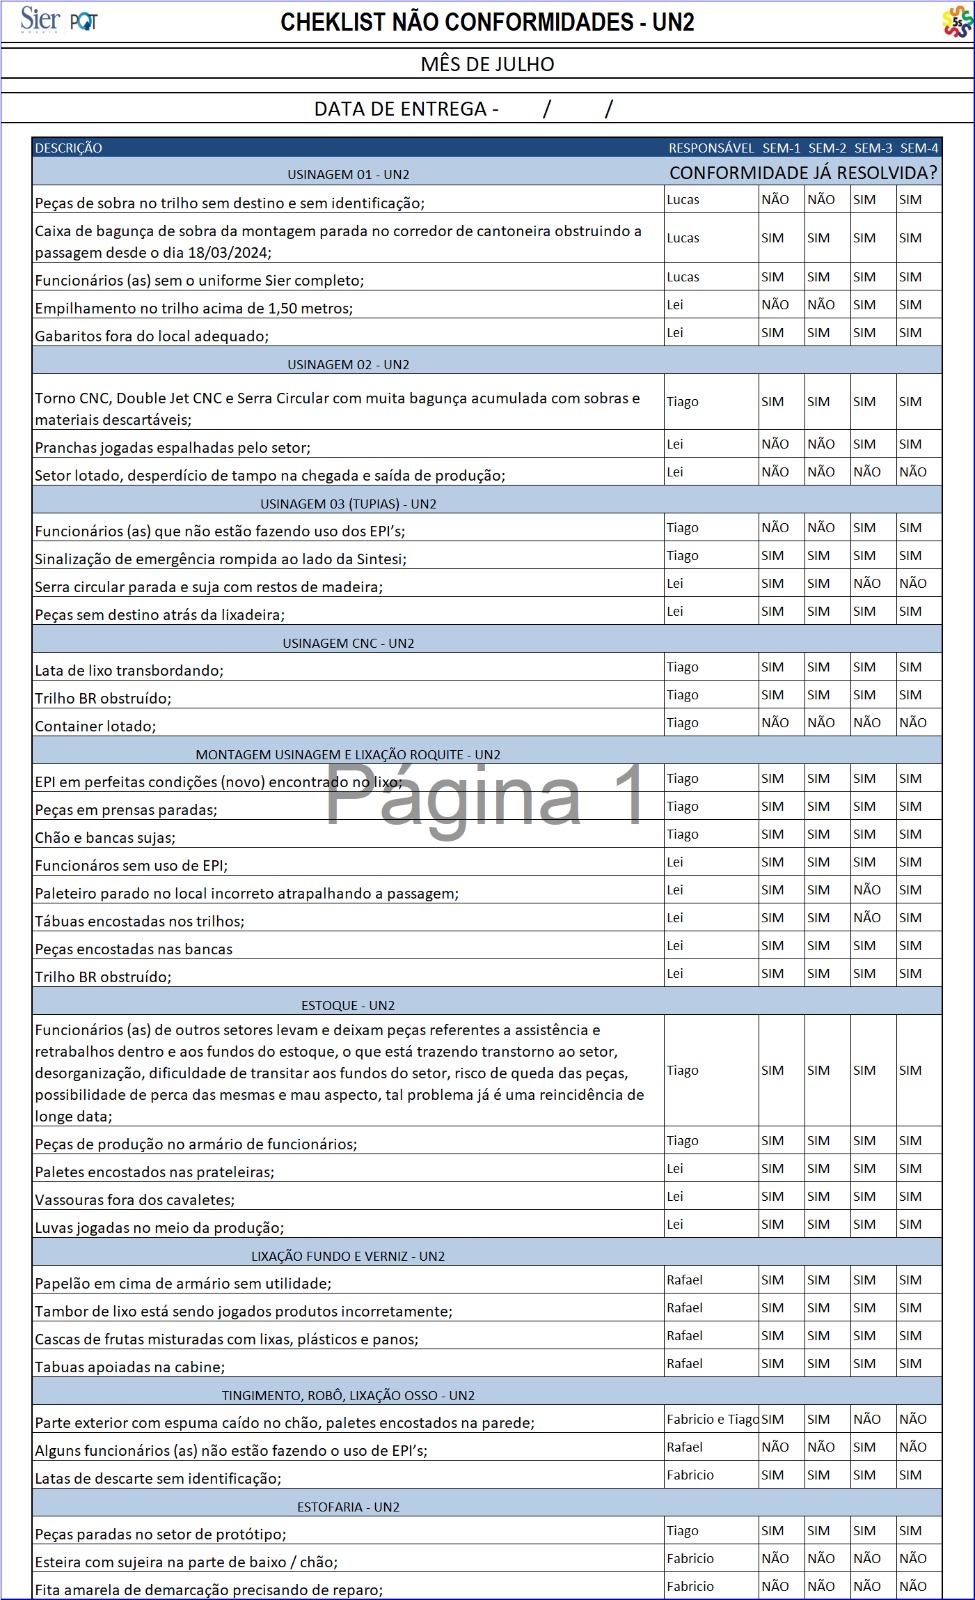 Sier
MÓVEIS
PQT
CHEKLIST NÃO CONFORMIDADES - UN2
5s
MÊS DE JULHO
DATA DE ENTREGA - / /
DESCRIÇÃO RESPONSÁVEL SEM-1 SEM-2 SEM-3 SEM-4
USINAGEM 01 - UN2 CONFORMIDADE JÁ RESOLVIDA?
Peças de sobra no trilho sem destino e sem identificação; Lucas NÃO NÃO SIM SIM
Caixa de bagunça de sobra da montagem parada no corredor de cantoneira obstruindo a
passagem desde o dia 18/03/2024; Lucas SIM SIM SIM SIM
Funcionários (as) sem o uniforme Sier completo; Lucas SIM SIM SIM SIM
Empilhamento no trilho acima de 1,50 metros; Lei NÃO NÃO SIM SIM
Gabaritos fora do local adequado; Lei SIM SIM SIM SIM
USINAGEM 02 - UN2
Torno CNC, Double Jet CNC e Serra Circular com muita bagunça acumulada com sobras e
materiais descartáveis; Tiago SIM SIM SIM SIM
Pranchas jogadas espalhadas pelo setor; Lei NÃO NÃO SIM SIM
Setor lotado, desperdício de tampo na chegada e saída de produção; Lei NÃO NÃO NÃO NÃO
USINAGEM 03 (TUPIAS) - UN2
Funcionários (as) que não estão fazendo uso dos EPI’s; Tiago NÃO NÃO SIM SIM
Sinalização de emergência rompida ao lado da Sintesi; Tiago SIM SIM SIM SIM
Serra circular parada e suja com restos de madeira; Lei SIM SIM NÃO NÃO
Peças sem destino atrás da lixadeira; Lei SIM SIM SIM SIM
USINAGEM CNC - UN2
Lata de lixo transbordando; Tiago SIM SIM SIM SIM
Trilho BR obstruído; Tiago SIM SIM SIM SIM
Container lotado; Tiago NÃO NÃO NÃO NÃO
MONTAGEM USINAGEM E LIXAÇÃO ROQUITE - UN2
EPI em perfeitas condições (novo) encontrado no lixo; Tiago SIM SIM SIM SIM
Página 1
Peças em prensas paradas; Tiago SIM SIM SIM SIM
Chão e bancas sujas; Tiago SIM SIM SIM SIM
Funcionáros sem uso de EPI; Lei SIM SIM SIM SIM
Paleteiro parado no local incorreto atrapalhando a passagem; Lei SIM SIM NÃO SIM
Tábuas encostadas nos trilhos; Lei SIM SIM NÃO SIM
Peças encostadas nas bancas Lei SIM SIM SIM SIM
Trilho BR obstruído; Lei SIM SIM SIM SIM
ESTOQUE - UN2
Funcionários (as) de outros setores levam e deixam peças referentes a assistência e
retrabalhos dentro e aos fundos do estoque, o que está trazendo transtorno ao setor,
desorganização, dificuldade de transitar aos fundos do setor, risco de queda das peças, Tiago SIM SIM SIM SIM
possibilidade de perca das mesmas e mau aspecto, tal problema já é uma reincidência de
longe data;
Peças de produção no armário de funcionários; Tiago SIM SIM SIM SIM
Paletes encostados nas prateleiras; Lei SIM SIM SIM SIM
Vassouras fora dos cavaletes; Lei SIM SIM SIM SIM
Luvas jogadas no meio da produção; Lei SIM SIM SIM SIM
LIXAÇÃO FUNDO E VERNIZ - UN2
Papelão em cima de armário sem utilidade; Rafael SIM SIM SIM SIM
Tambor de lixo está sendo jogados produtos incorretamente; Rafael SIM SIM SIM SIM
Cascas de frutas misturadas com lixas, plásticos e panos; Rafael SIM SIM SIM SIM
Tabuas apoiadas na cabine; Rafael SIM SIM SIM SIM
TINGIMENTO, ROBÔ, LIXAÇÃO OSSO - UN2
Parte exterior com espuma caído no chão, paletes encostados na parede; Fabricio e Tiago SIM SIM NÃO NÃO
Alguns funcionários (as) não estão fazendo o uso de EPI’s; Rafael NÃO NÃO SIM NÃO
Latas de descarte sem identificação; Fabricio SIM SIM SIM SIM
ESTOFARIA - UN2
Peças paradas no setor de protótipo; Tiago SIM SIM SIM SIM
Esteira com sujeira na parte de baixo / chão; Fabricio NÃO NÃO NÃO NÃO
Fita amarela de demarcação precisando de reparo; Fabricio NÃO NÃO NÃO NÃO